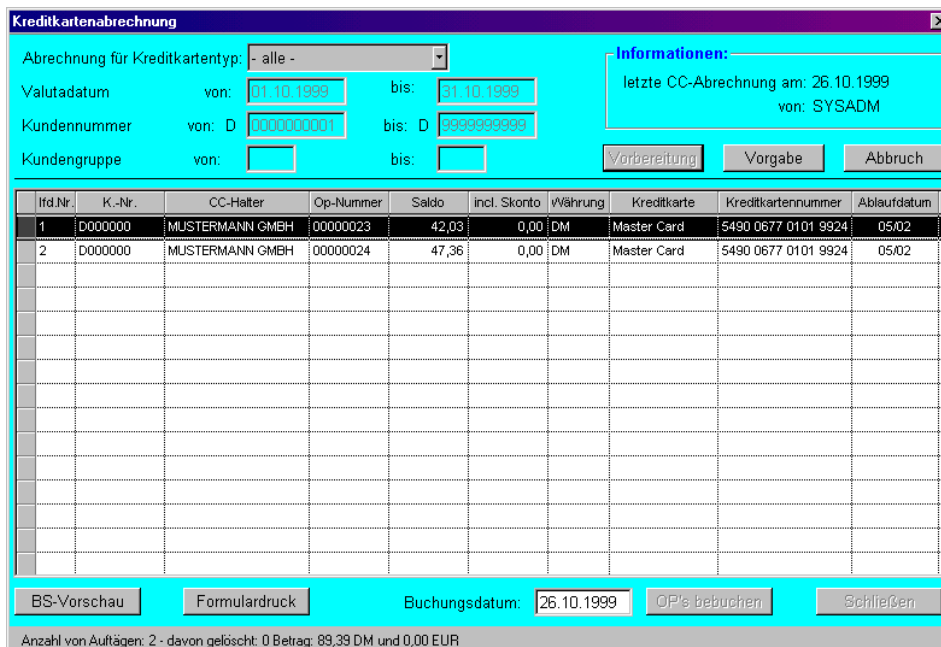 Kreditkartenabrechnung
Abrechnung für Kreditkartentyp: - alle -
Valutadatum von: 01.10.1999 bis: 31.10.1999
Kundennummer von: D 0000000001 bis: D 9999999999
Kundengruppe von: bis:
Informationen:
letzte CC-Abrechnung am: 26.10.1999
von: SYSADM
Vorbereitung Vorgabe Abbruch
lfd.Nr. K.-Nr. CC-Halter Op-Nummer Saldo incl. Skonto Währung Kreditkarte Kreditkartennummer Ablaufdatum
1 D000000 MUSTERMANN GMBH 00000023 42,03 0,00 DM Master Card 5490 0677 0101 9924 05/02
2 D000000 MUSTERMANN GMBH 00000024 47,36 0,00 DM Master Card 5490 0677 0101 9924 05/02
BS-Vorschau Formulardruck Buchungsdatum: 26.10.1999 OP's bebuchen Schließen
Anzahl von Auftägen: 2 - davon gelöscht: 0 Betrag: 89,39 DM und 0,00 EUR